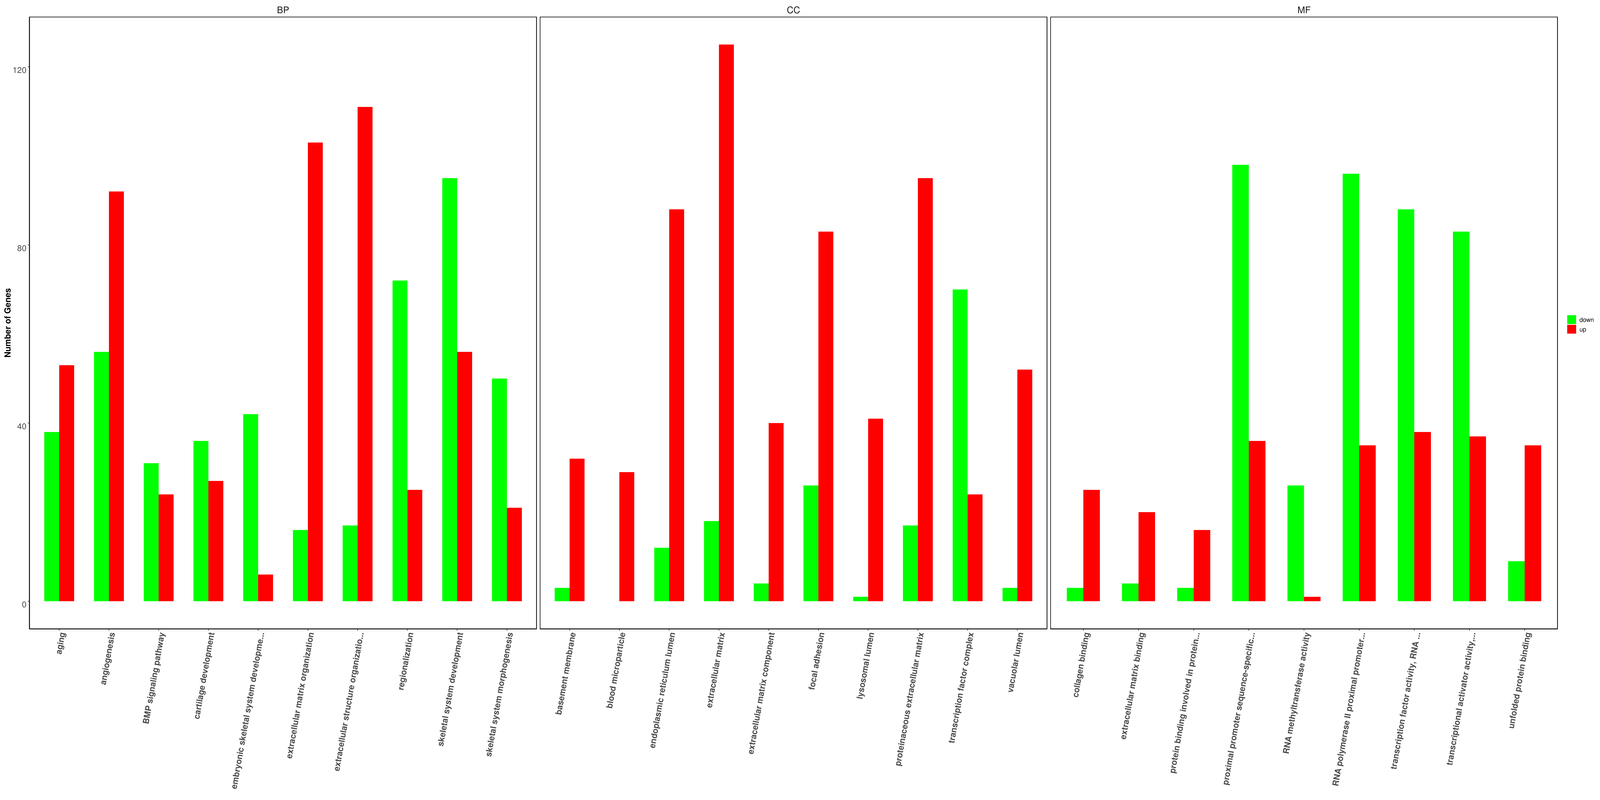 BP
CC
MF
Number of Genes
120
80
40
0
aging
angiogenesis
BMP signaling pathway
cartilage development
embryonic skeletal system developme...
extracellular matrix organization
extracellular structure organizatio...
regionalization
skeletal system development
skeletal system morphogenesis
basement membrane
blood microparticle
endoplasmic reticulum lumen
extracellular matrix
extracellular matrix component
focal adhesion
lysosomal lumen
proteinaceous extracellular matrix
transcription factor complex
vacuolar lumen
collagen binding
extracellular matrix binding
protein binding involved in protein...
proximal promoter sequence-specific...
RNA methyltransferase activity
RNA polymerase II proximal promoter...
transcription factor activity, RNA ...
transcriptional activator activity,...
unfolded protein binding
down
up